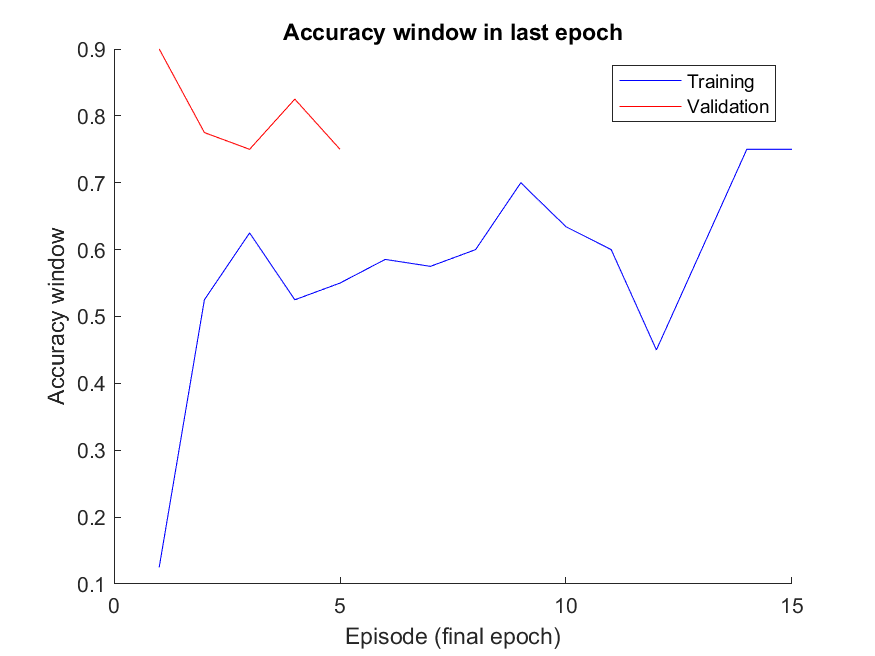 Accuracy window in last epoch
0.9
0.8
0.7
0.6
0.5
0.4
0.3
0.2
0.1
Accuracy window
Training
Validation
0 5 10 15
Episode (final epoch)